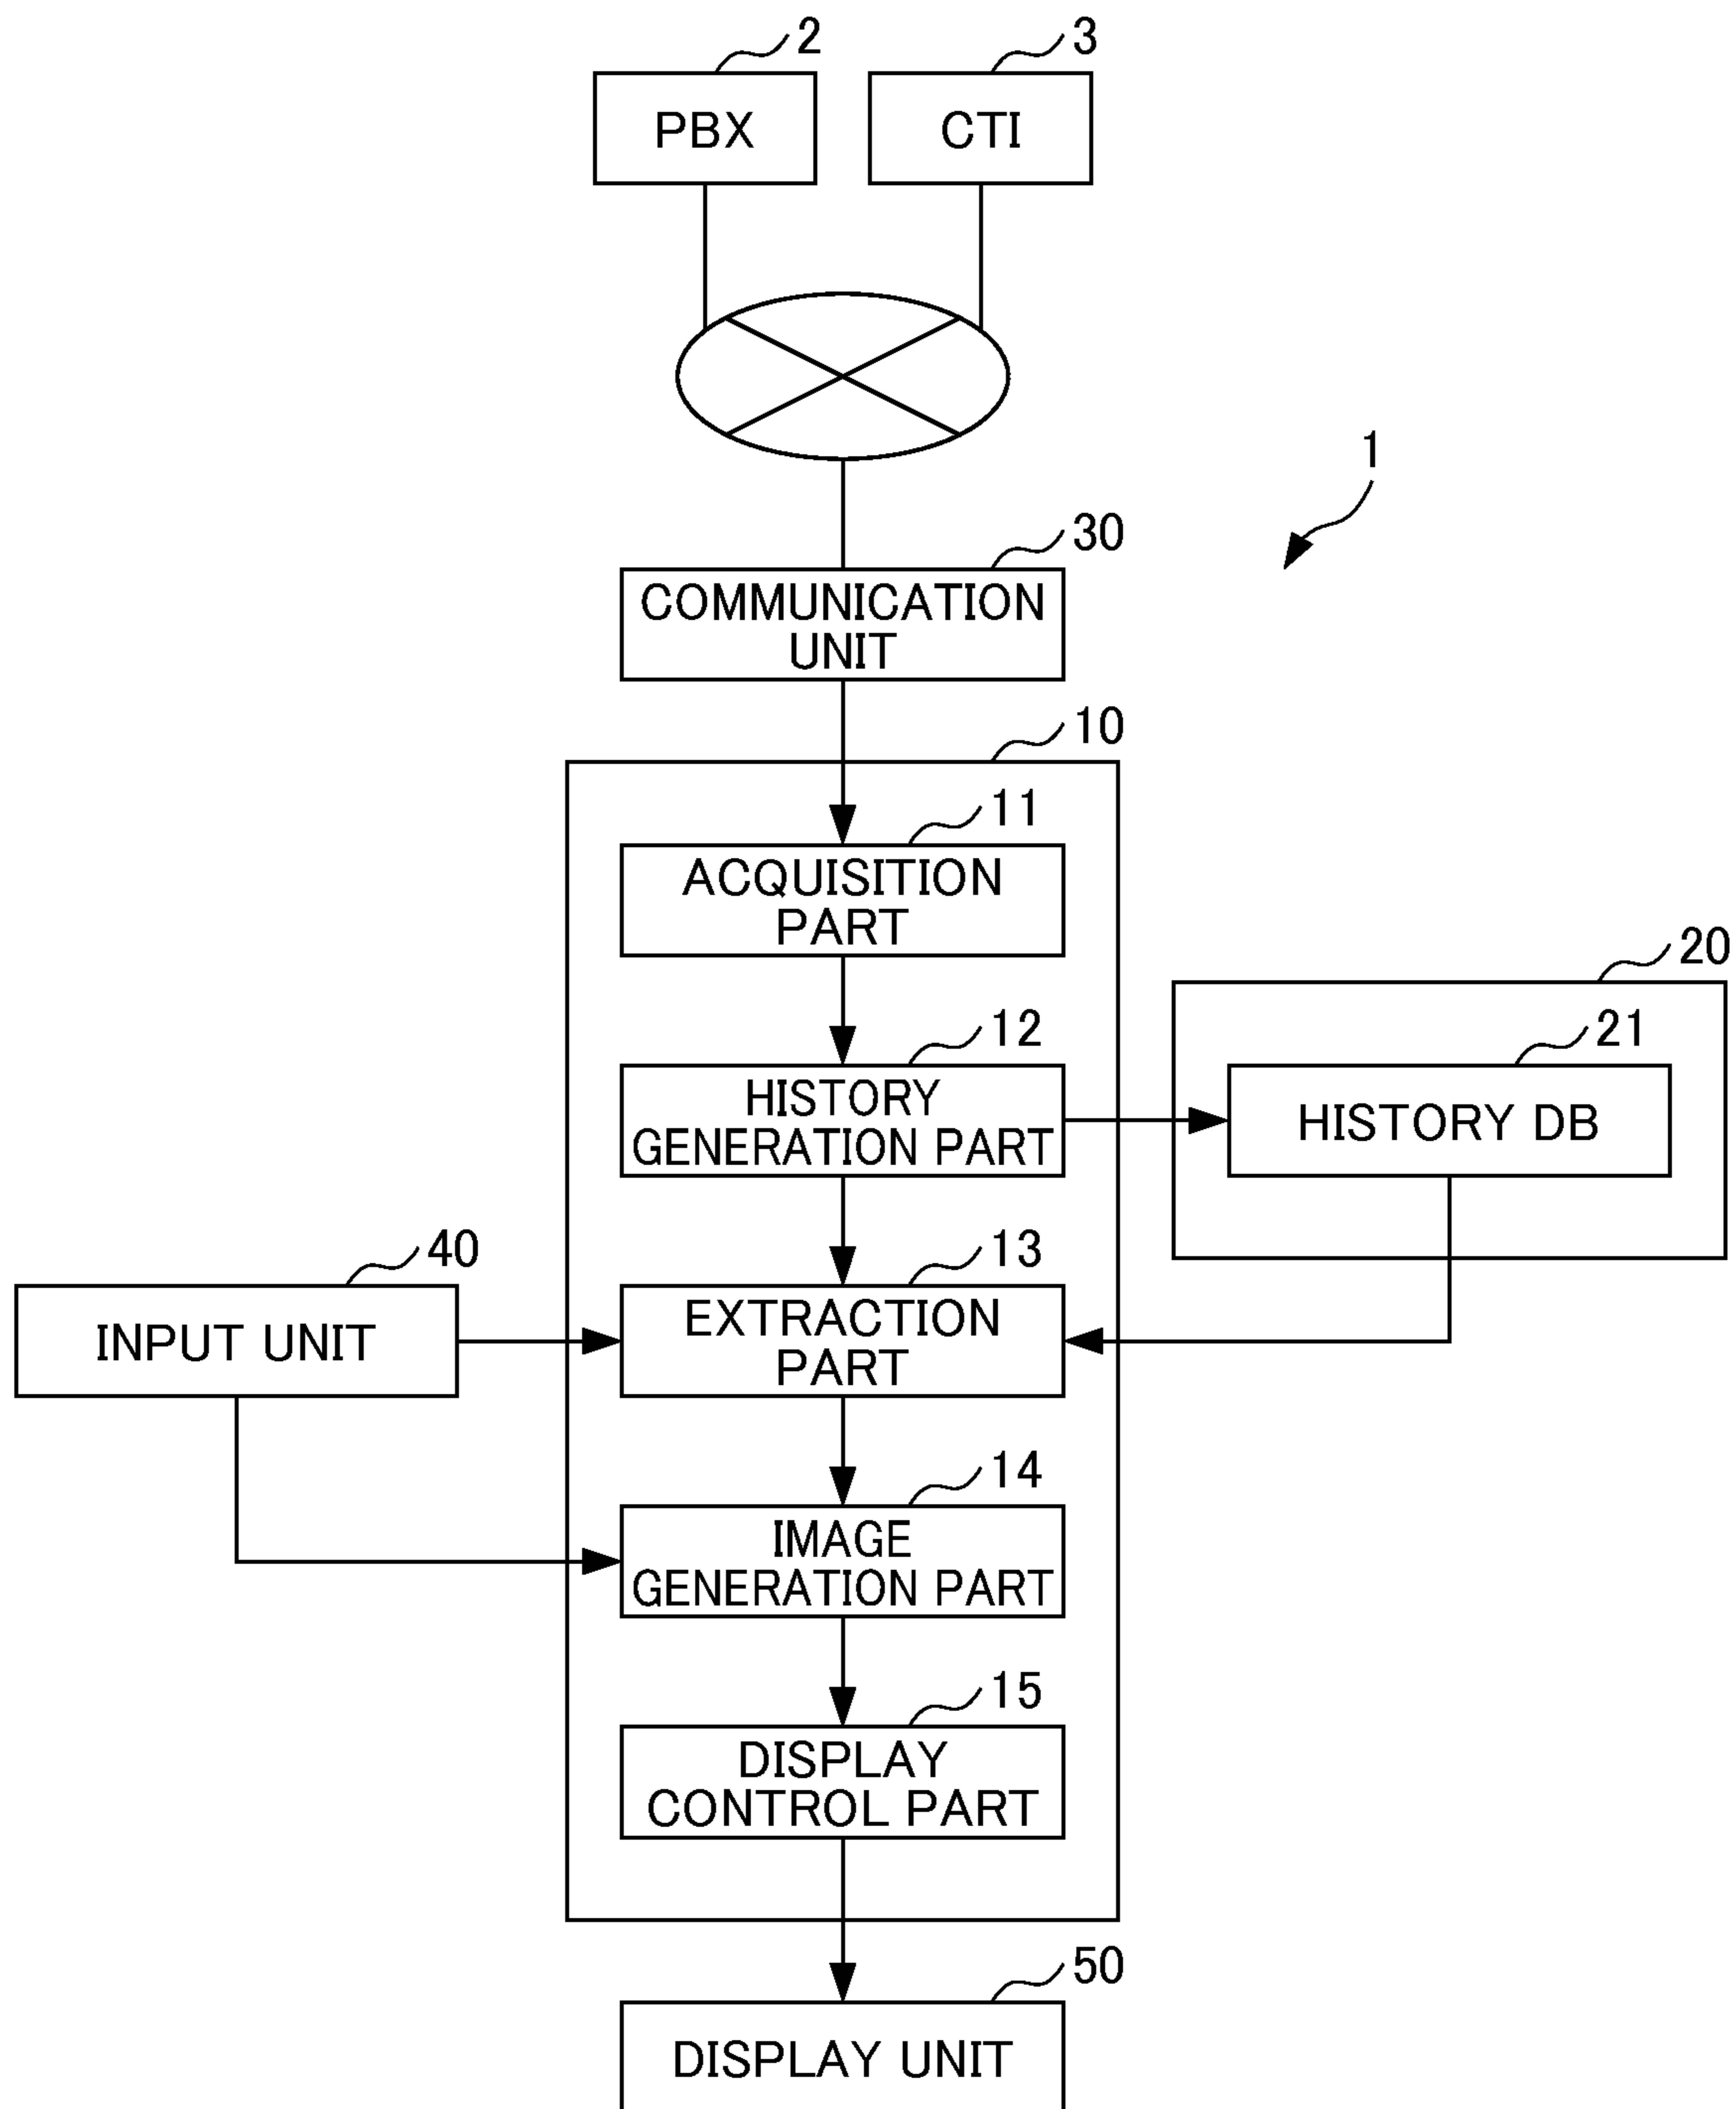 2
3
PBX
CTI
1
30
COMMUNICATION
UNIT
10
11
ACQUISITION
PART
20
12
21
HISTORY
GENERATION PART
HISTORY DB
40
13
INPUT UNIT
EXTRACTION
PART
14
IMAGE
GENERATION PART
15
DISPLAY
CONTROL PART
50
DISPLAY UNIT